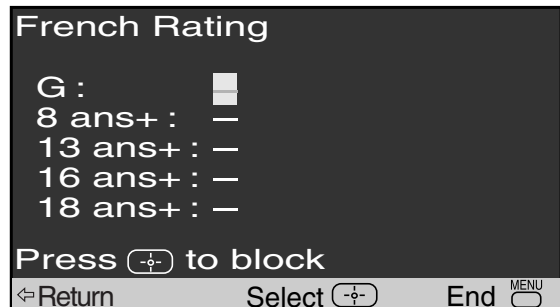 French Rating
G : –
8 ans+ : –
13 ans+ : –
16 ans+ : –
18 ans+ : –
Press to block
Return Select End MENU